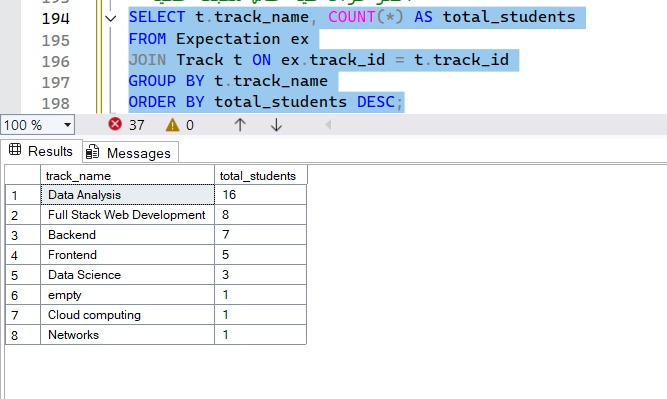 194 SELECT t.track_name, COUNT(*) AS total_students
195 FROM Expectation ex
196 JOIN Track t ON ex.track_id = t.track_id
197 GROUP BY t.track_name
198 ORDER BY total_students DESC;
100 % 37 0
Results Messages
track_name total_students
1 Data Analysis 16
2 Full Stack Web Development 8
3 Backend 7
4 Frontend 5
5 Data Science 3
6 empty 1
7 Cloud computing 1
8 Networks 1